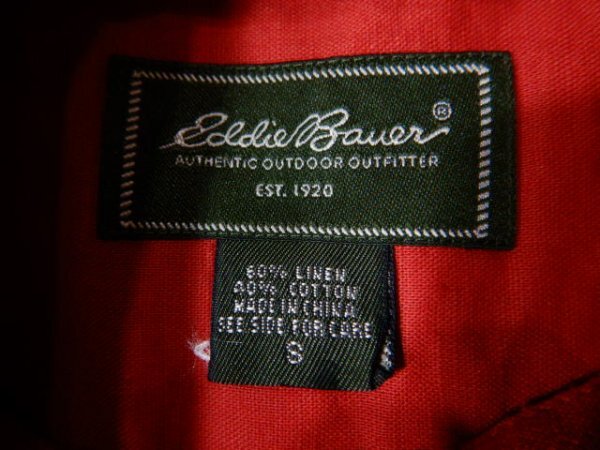 Eddie Bauer®
AUTHENTIC OUTDOOR OUTFITTER
EST. 1920
60% LINEN
40% COTTON
MADE IN CHINA
SEE SIDE FOR CARE
S